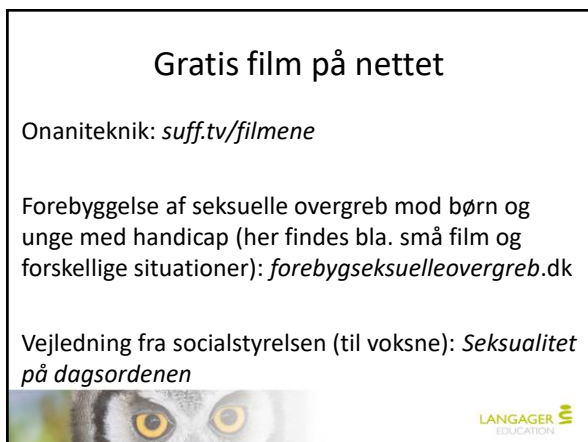 Gratis film på nettet
Onaniteknik: suff.tv/filmene
Forebyggelse af seksuelle overgreb mod børn og
unge med handicap (her findes bla. små film og
forskellige situationer): forebygseksuelleovergreb.dk
Vejledning fra socialstyrelsen (til voksne): Seksualitet
på dagsordenen
LANGAGER
EDUCATION